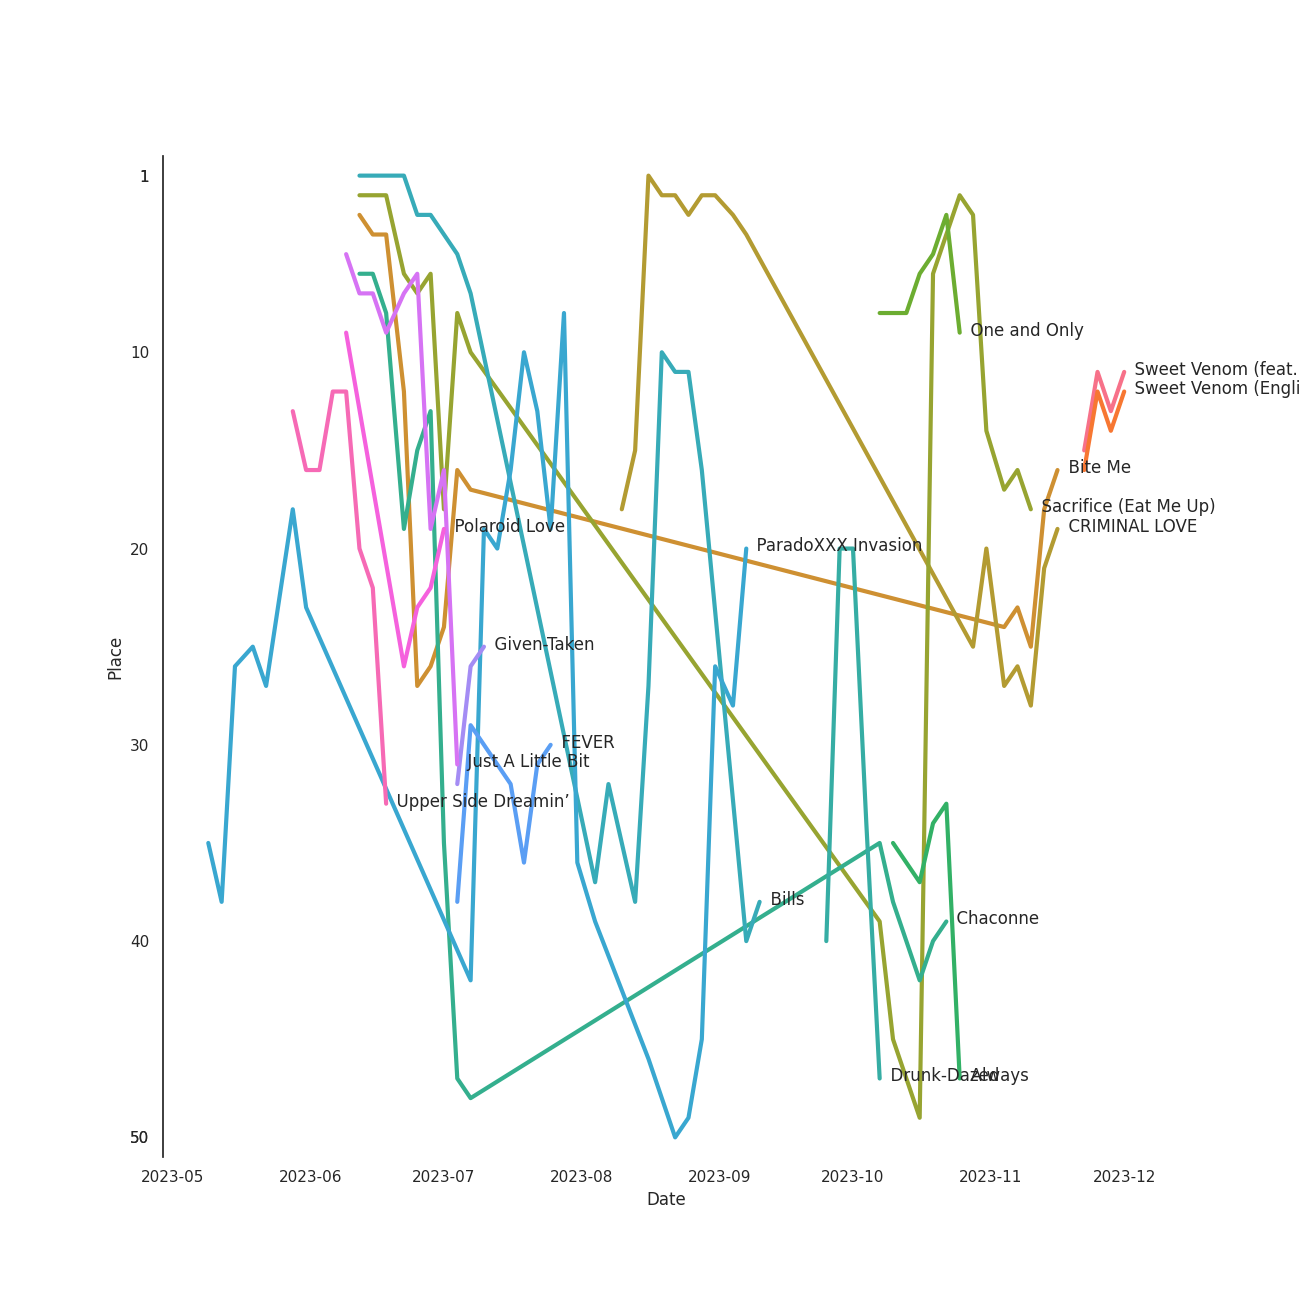 1
10
20
30
40
50
Place
2023-05
2023-06
2023-07
2023-08
2023-09
2023-10
2023-11
2023-12
Date
One and Only
Sweet Venom (feat.
Sweet Venom (Engli
Bite Me
Sacrifice (Eat Me Up)
CRIMINAL LOVE
Polaroid Love
ParadoXXX Invasion
Given-Taken
FEVER
Just A Little Bit
Upper Side Dreamin’
Bills
Chaconne
Drunk-Dazed
Always